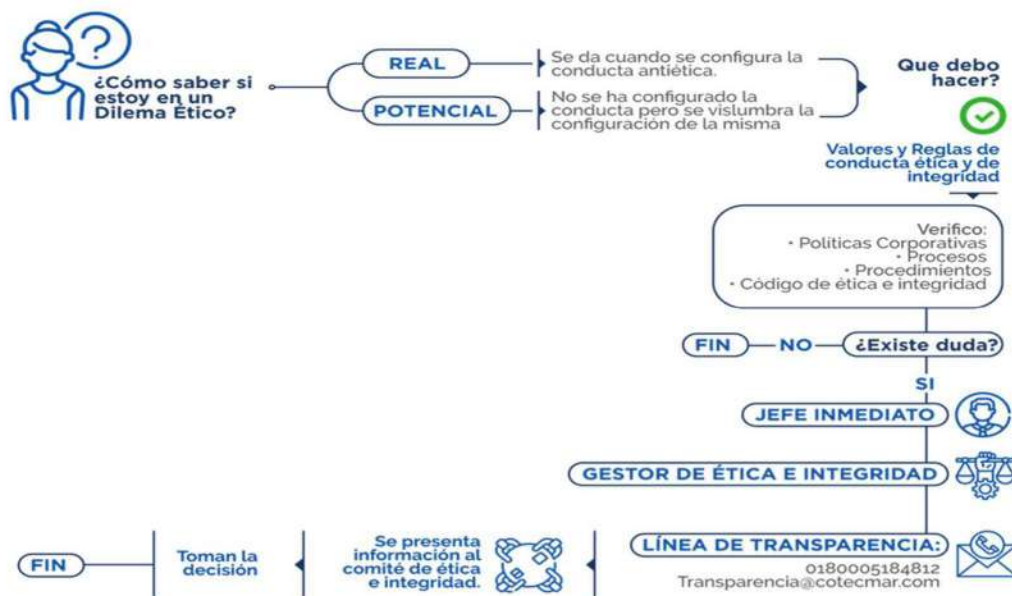 ¿Cómo saber si
estoy en un
Dilema Ético?
REAL
Se da cuando se configura la
conducta antiética.
POTENCIAL
No se ha configurado la
conducta pero se vislumbra la
configuración de la misma
Que debo
hacer?
Valores y Reglas de
conducta ética y de
integridad
Verifico:
• Políticas Corporativas
• Procesos
• Procedimientos
• Código de ética e integridad
¿Existe duda?
NO
FIN
SI
JEFE INMEDIATO
GESTOR DE ÉTICA E INTEGRIDAD
LÍNEA DE TRANSPARENCIA:
0180005184812
Transparencia@cotecmar.com
Se presenta
información al
comité de ética
e integridad.
Toman la
decisión
FIN